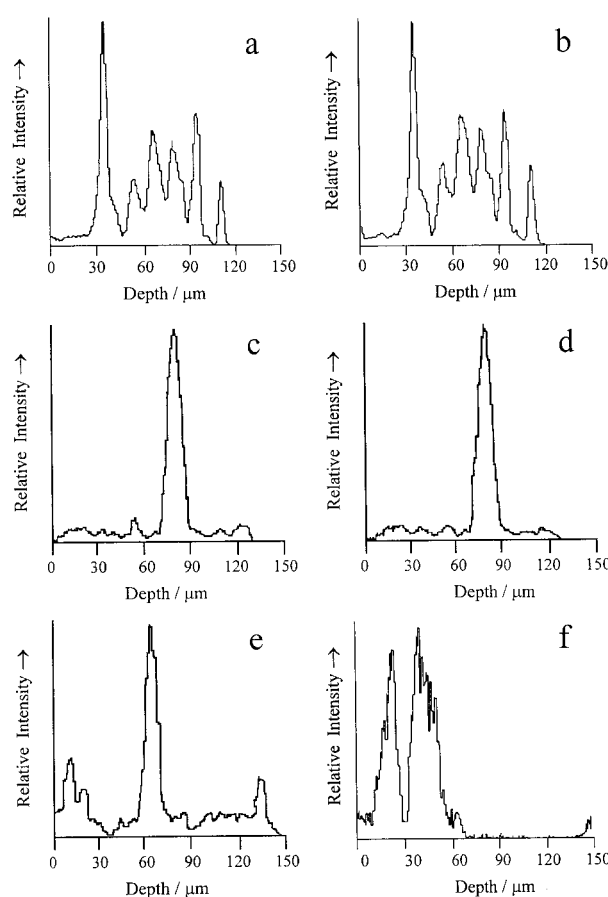 a
Relative Intensity →
0 30 60 90 120 150
Depth / μm
b
Relative Intensity →
0 30 60 90 120 150
Depth / μm
c
Relative Intensity →
0 30 60 90 120 150
Depth / μm
d
Relative Intensity →
0 30 60 90 120 150
Depth / μm
e
Relative Intensity →
0 30 60 90 120 150
Depth / μm
f
Relative Intensity →
0 30 60 90 120 150
Depth / μm